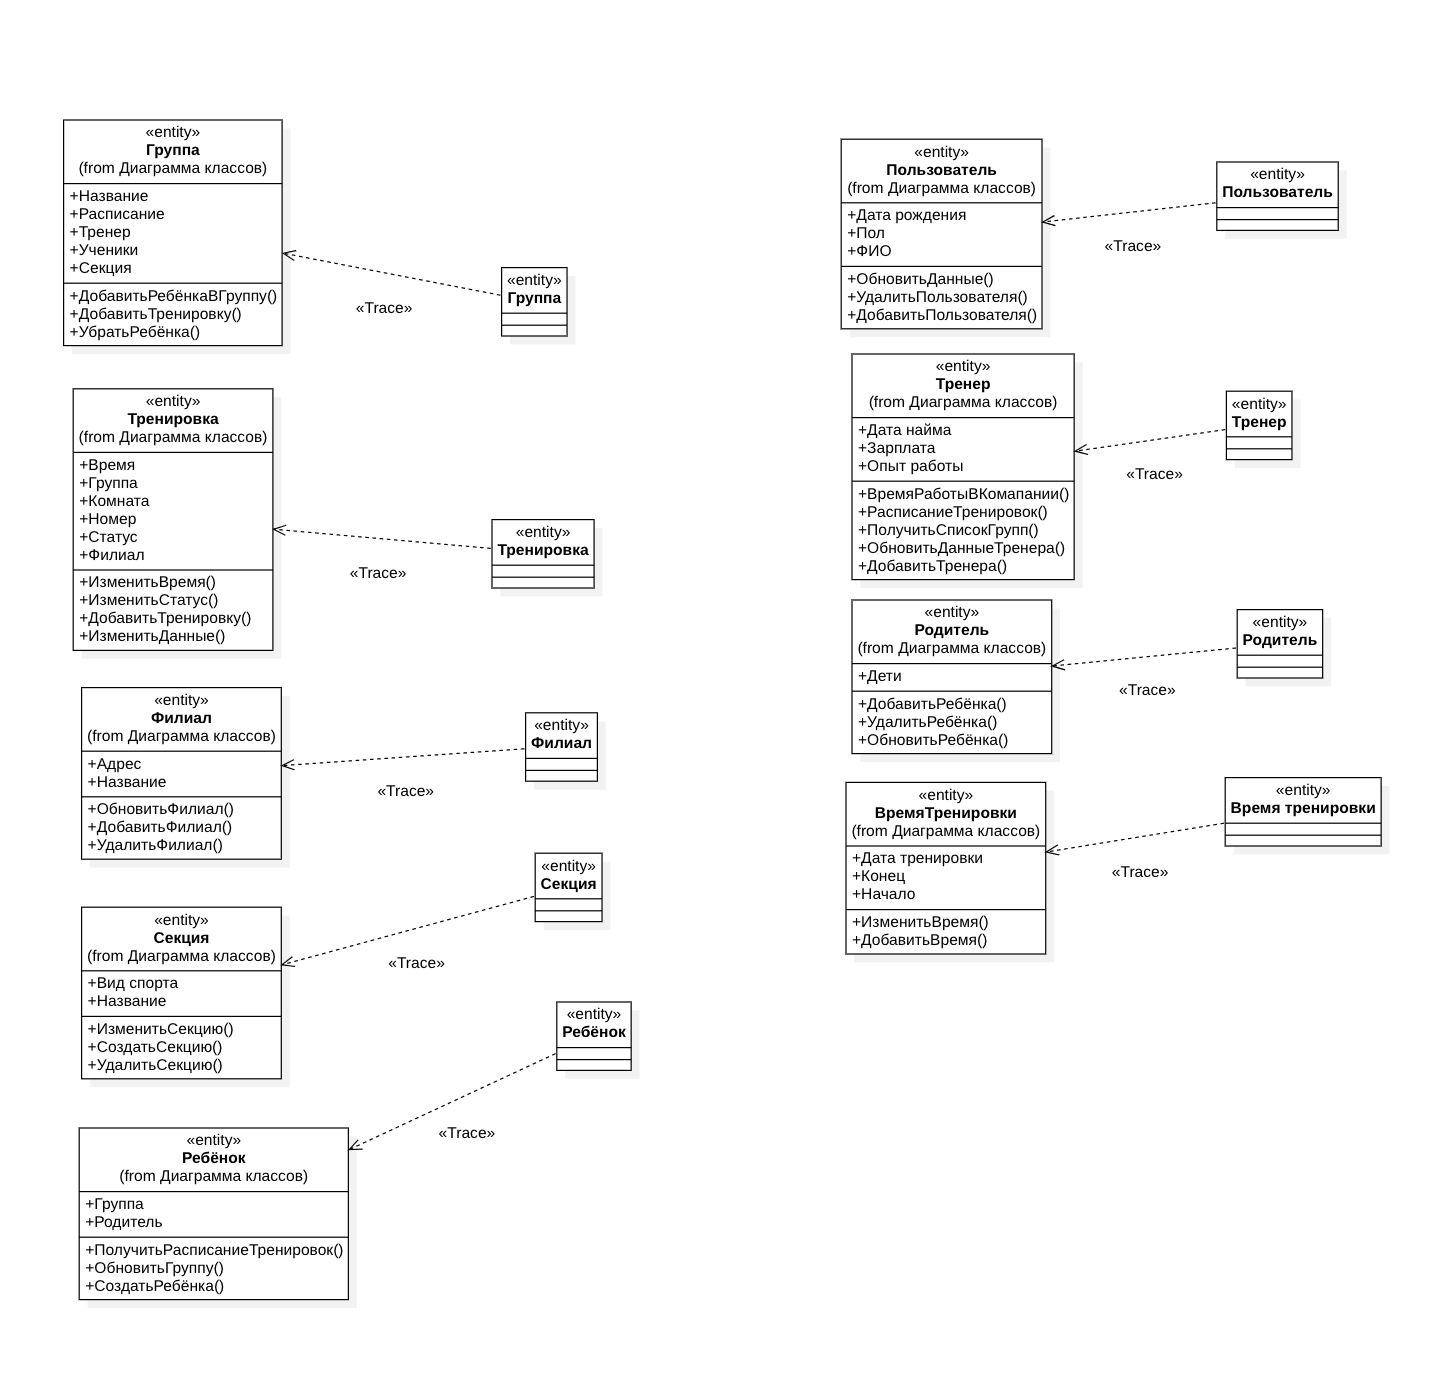 «entity»
Группа
(from Диаграмма классов)
+Название
+Расписание
+Тренер
+Ученики
+Секция
+ДобавитьРебёнкаВГруппу()
+ДобавитьТренировку()
+УбратьРебёнка()
«Trace»
«entity»
Группа
«entity»
Тренировка
(from Диаграмма классов)
+Время
+Группа
+Комната
+Номер
+Статус
+Филиал
+ИзменитьВремя()
+ИзменитьСтатус()
+ДобавитьТренировку()
+ИзменитьДанные()
«Trace»
«entity»
Тренировка
«entity»
Филиал
(from Диаграмма классов)
+Адрес
+Название
+ОбновитьФилиал()
+ДобавитьФилиал()
+УдалитьФилиал()
«Trace»
«entity»
Филиал
«entity»
Секция
(from Диаграмма классов)
+Вид спорта
+Название
+ИзменитьСекцию()
+СоздатьСекцию()
+УдалитьСекцию()
«Trace»
«entity»
Секция
«entity»
Ребёнок
(from Диаграмма классов)
+Группа
+Родитель
+ПолучитьРасписаниеТренировок()
+ОбновитьГруппу()
+СоздатьРебёнка()
«Trace»
«entity»
Ребёнок
«entity»
Пользователь
(from Диаграмма классов)
+Дата рождения
+Пол
+ФИО
+ОбновитьДанные()
+УдалитьПользователя()
+ДобавитьПользователя()
«Trace»
«entity»
Пользователь
«entity»
Тренер
(from Диаграмма классов)
+Дата найма
+Зарплата
+Опыт работы
+ВремяРаботыВКомапании()
+РасписаниеТренировок()
+ПолучитьСписокГрупп()
+ОбновитьДанныеТренера()
+ДобавитьТренера()
«Trace»
«entity»
Тренер
«entity»
Родитель
(from Диаграмма классов)
+Дети
+ДобавитьРебёнка()
+УдалитьРебёнка()
+ОбновитьРебёнка()
«Trace»
«entity»
Родитель
«entity»
ВремяТренировки
(from Диаграмма классов)
+Дата тренировки
+Конец
+Начало
+ИзменитьВремя()
+ДобавитьВремя()
«Trace»
«entity»
Время тренировки